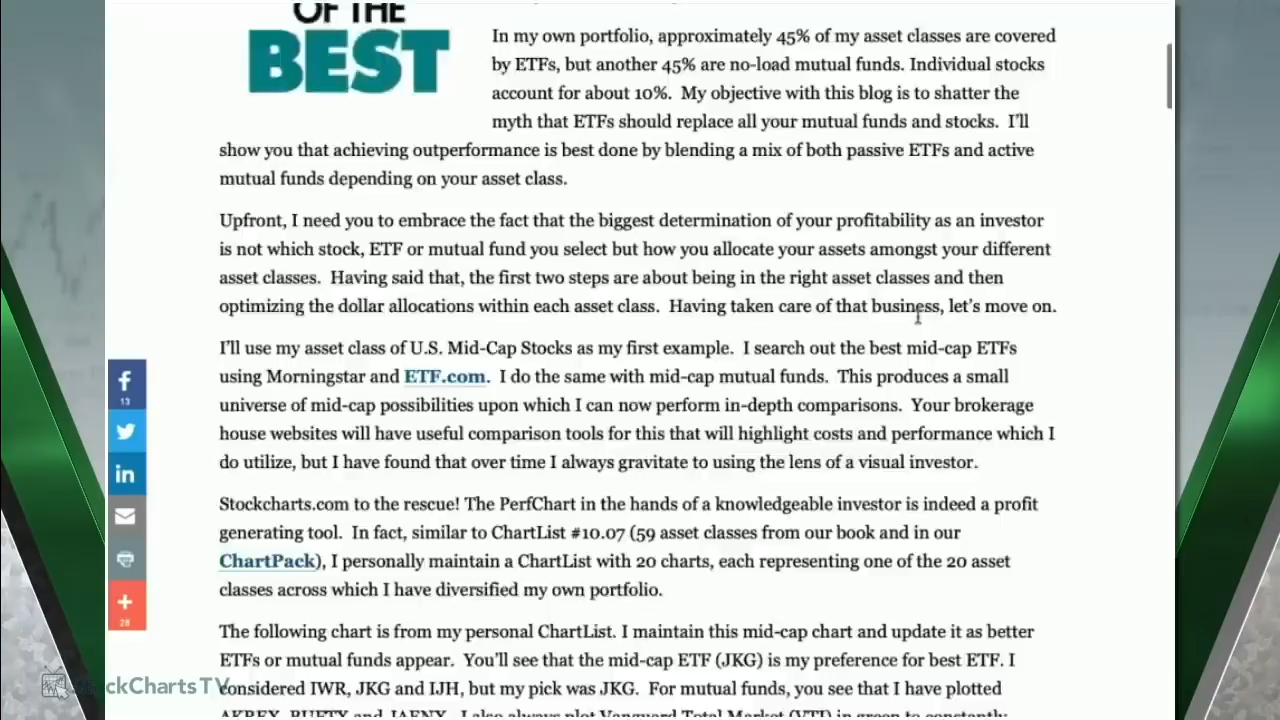 OF THE
BEST
In my own portfolio, approximately 45% of my asset classes are covered
by ETFs, but another 45% are no-load mutual funds. Individual stocks
account for about 10%.  My objective with this blog is to shatter the
myth that ETFs should replace all your mutual funds and stocks.  I'll
show you that achieving outperformance is best done by blending a mix of both passive ETFs and active
mutual funds depending on your asset class.
Upfront, I need you to embrace the fact that the biggest determination of your profitability as an investor
is not which stock, ETF or mutual fund you select but how you allocate your assets amongst your different
asset classes.  Having said that, the first two steps are about being in the right asset classes and then
optimizing the dollar allocations within each asset class.  Having taken care of that business, let's move on.
I'll use my asset class of U.S. Mid-Cap Stocks as my first example.  I search out the best mid-cap ETFs
using Morningstar and ETF.com.  I do the same with mid-cap mutual funds.  This produces a small
universe of mid-cap possibilities upon which I can now perform in-depth comparisons.  Your brokerage
house websites will have useful comparison tools for this that will highlight costs and performance which I
do utilize, but I have found that over time I always gravitate to using the lens of a visual investor.
Stockcharts.com to the rescue! The PerfChart in the hands of a knowledgeable investor is indeed a profit
generating tool.  In fact, similar to ChartList #10.07 (59 asset classes from our book and in our
ChartPack), I personally maintain a ChartList with 20 charts, each representing one of the 20 asset
classes across which I have diversified my own portfolio.
The following chart is from my personal ChartList. I maintain this mid-cap chart and update it as better
ETFs or mutual funds appear.  You'll see that the mid-cap ETF (JKG) is my preference for best ETF. I
considered IWR, JKG and IJH, but my pick was JKG.  For mutual funds, you see that I have plotted
and I also always plot Vanguard Total Market (VTI) in green to constantly
13
28
StockChartsTV